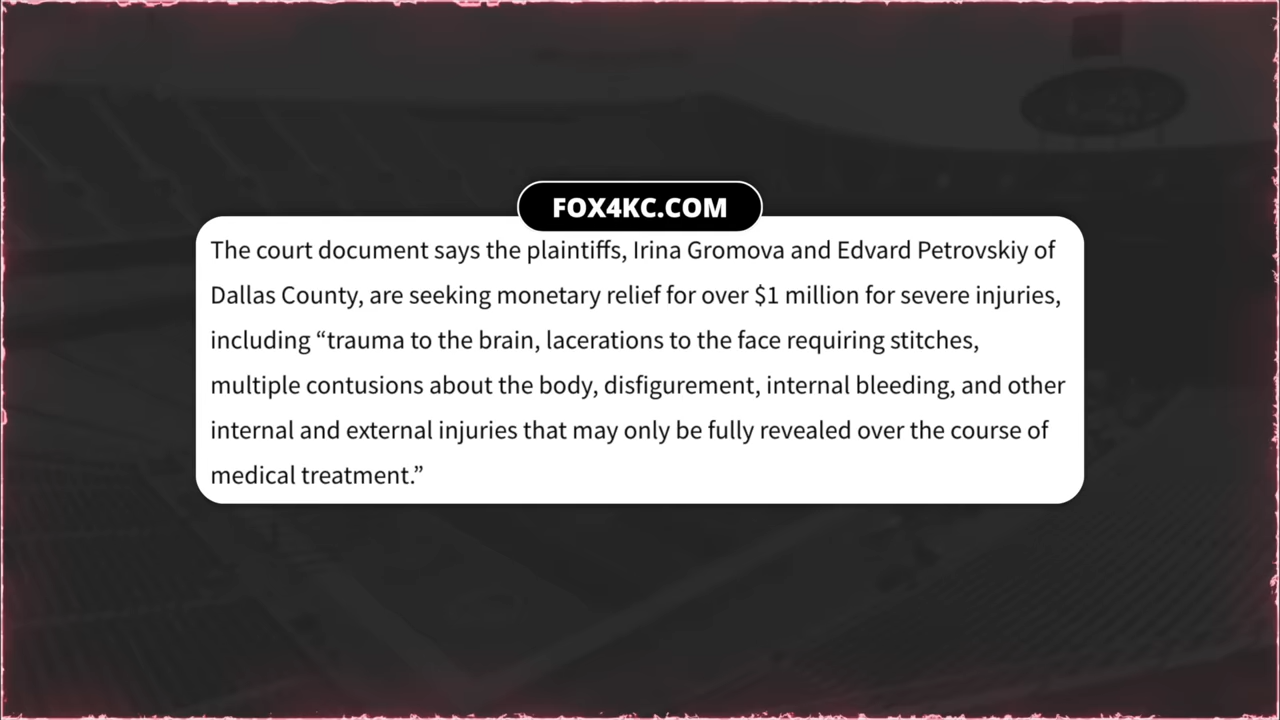 FOX4KC.COM
The court document says the plaintiffs, Irina Gromova and Edvard Petrovskiy of
Dallas County, are seeking monetary relief for over $1 million for severe injuries,
including “trauma to the brain, lacerations to the face requiring stitches,
multiple contusions about the body, disfigurement, internal bleeding, and other
internal and external injuries that may only be fully revealed over the course of
medical treatment.”